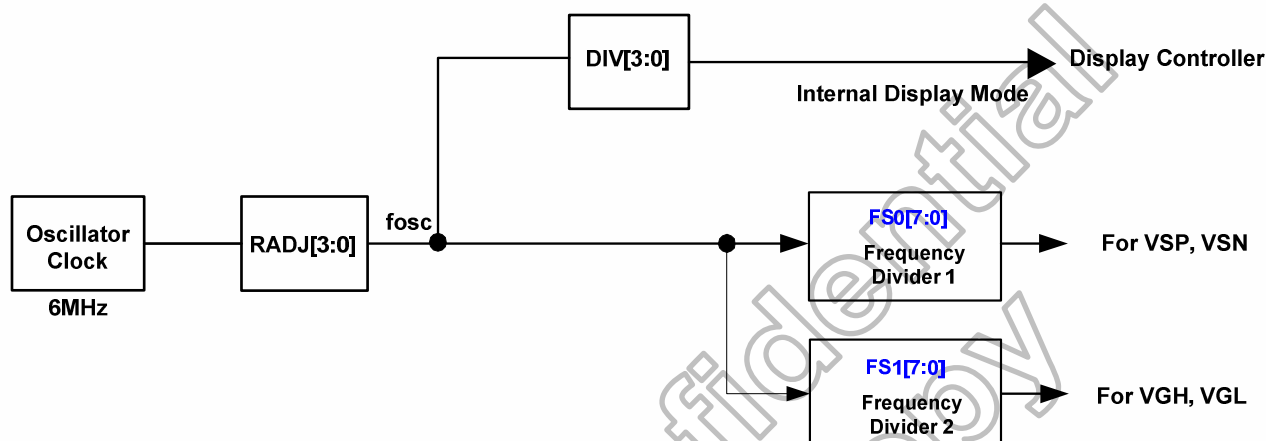 DIV[3:0]
Display Controller
Internal Display Mode
Oscillator
Clock
6MHz
RADJ[3:0]
fosc
FS0[7:0]
Frequency
Divider 1
For VSP, VSN
FS1[7:0]
Frequency
Divider 2
For VGH, VGL